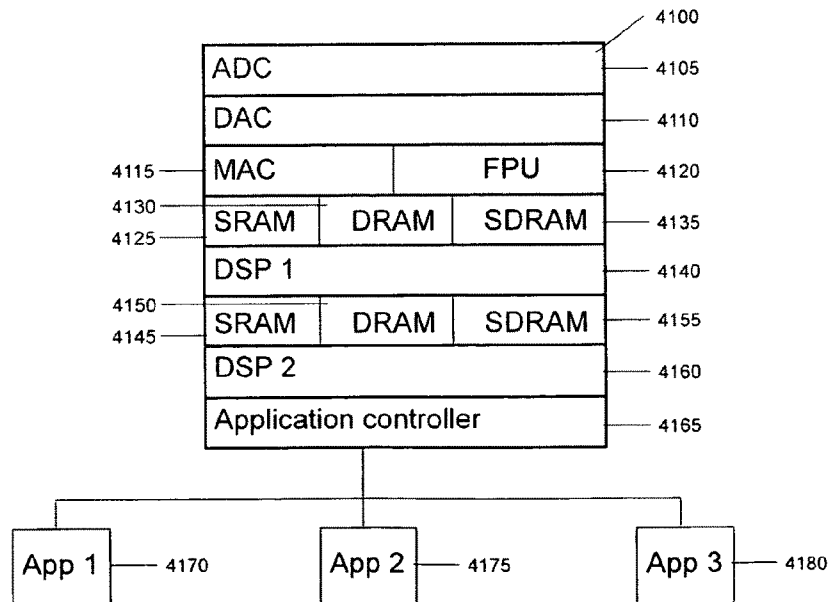 4100
ADC 4105
DAC 4110
4115 MAC FPU 4120
4130
4125 SRAM DRAM SDRAM 4135
DSP 1 4140
4150
4145 SRAM DRAM SDRAM 4155
DSP 2 4160
Application controller 4165
App 1 4170 App 2 4175 App 3 4180